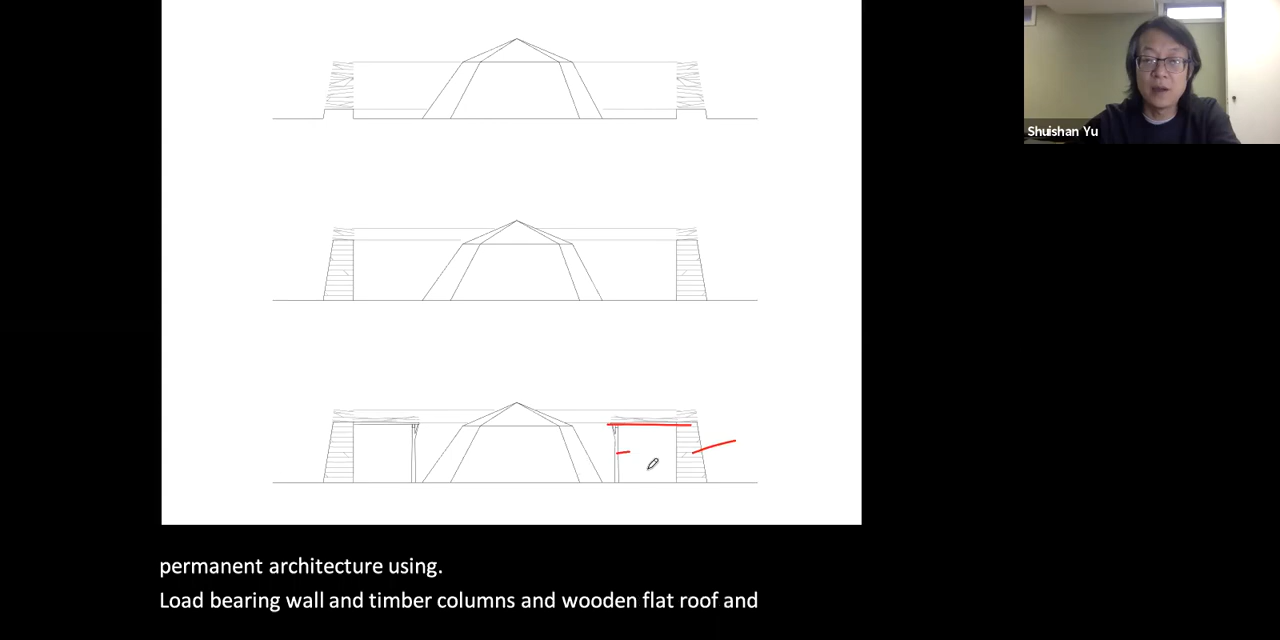 Shuishan Yu
permanent architecture using.
Load bearing wall and timber columns and wooden flat roof and